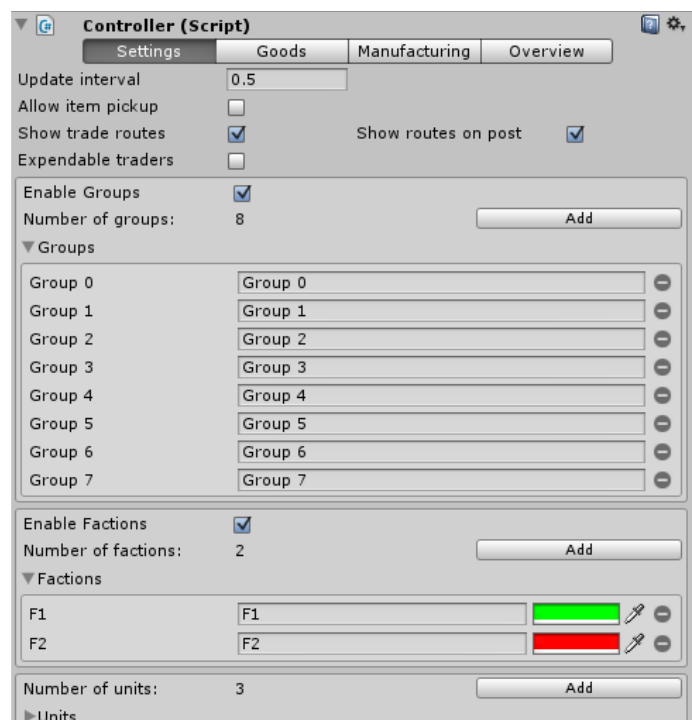 Controller (Script)
Settings Goods Manufacturing Overview
Update interval 0.5
Allow item pickup
Show trade routes Show routes on post
Expendable traders
Enable Groups
Number of groups: 8 Add
Groups
Group 0 Group 0
Group 1 Group 1
Group 2 Group 2
Group 3 Group 3
Group 4 Group 4
Group 5 Group 5
Group 6 Group 6
Group 7 Group 7
Enable Factions
Number of factions: 2 Add
Factions
F1 F1
F2 F2
Number of units: 3 Add
Units